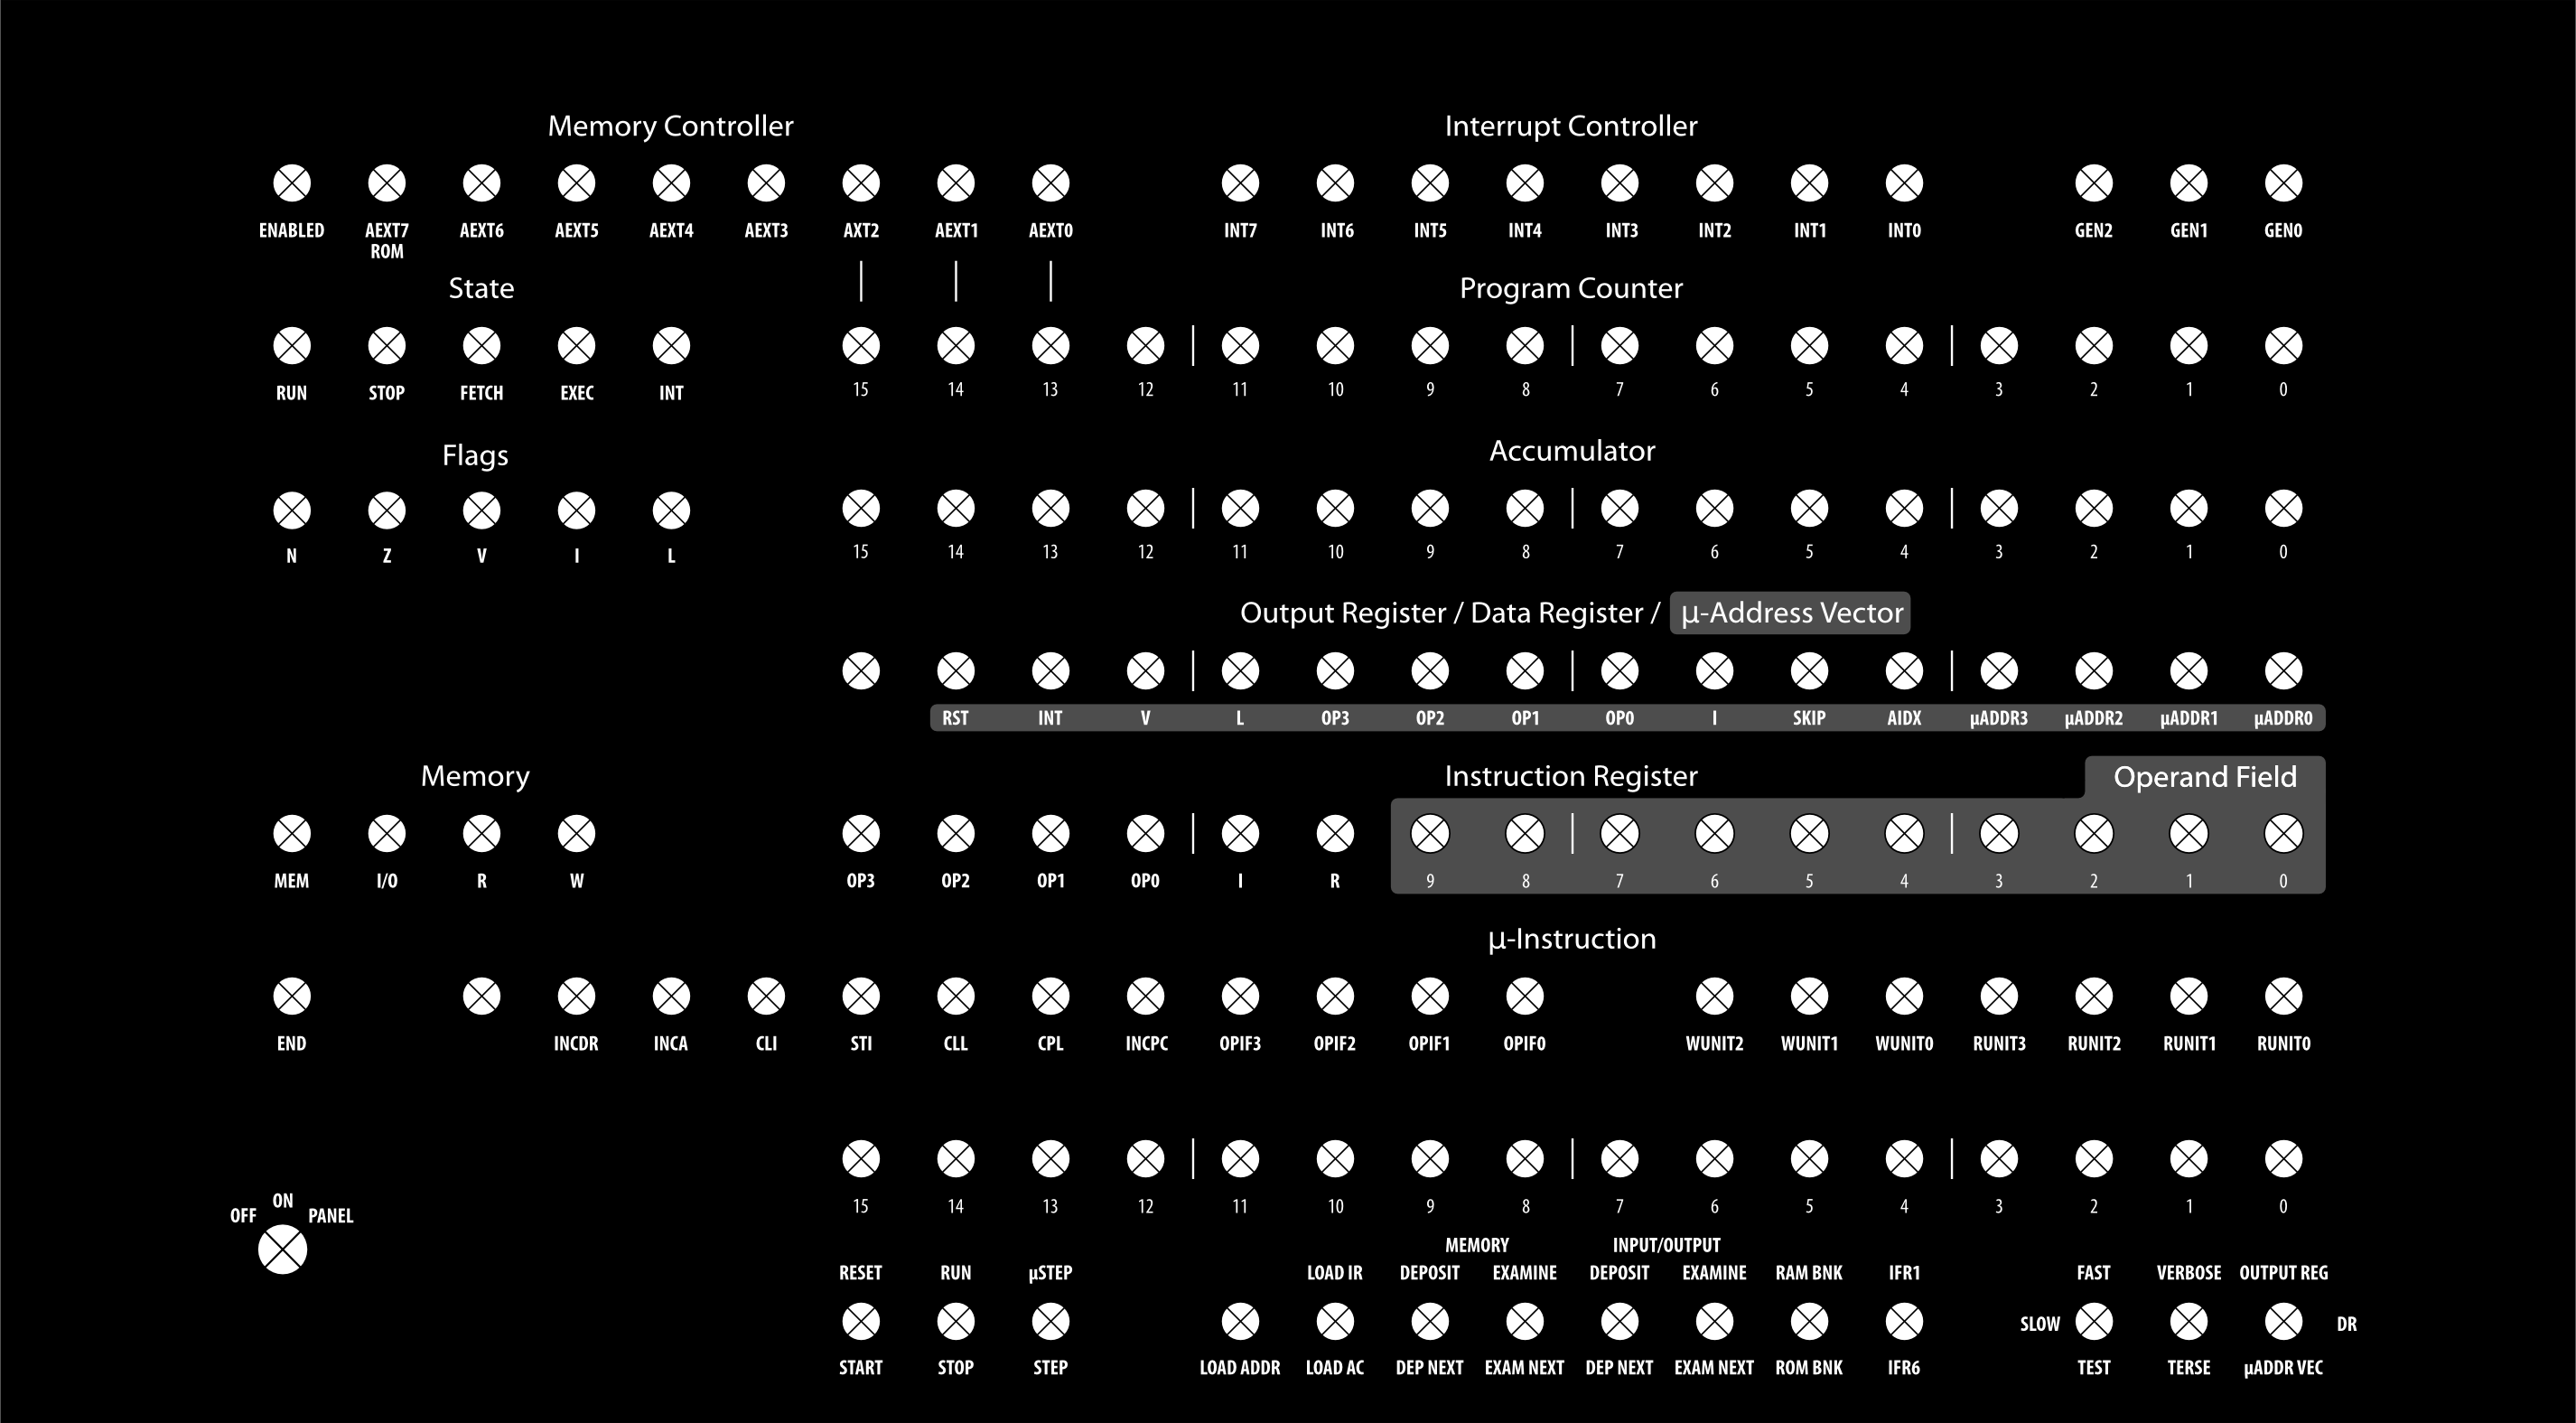 Memory Controller Interrupt Controller
ENABLED AEXT7 AEXT6 AEXT5 AEXT4 AEXT3 AXT2 AEXT1 AEXT0 INT7 INT6 INT5 INT4 INT3 INT2 INT1 INT0 GEN2 GEN1 GEN0
ROM
State Program Counter
RUN STOP FETCH EXEC INT 15 14 13 12 11 10 9 8 7 6 5 4 3 2 1 0
Flags Accumulator
N Z V I L 15 14 13 12 11 10 9 8 7 6 5 4 3 2 1 0
Output Register / Data Register / µ-Address Vector
RST INT V L OP3 OP2 OP1 OP0 I SKIP AIDX µADDR3 µADDR2 µADDR1 µADDR0
Memory Instruction Register Operand Field
MEM I/O R W OP3 OP2 OP1 OP0 I R 9 8 7 6 5 4 3 2 1 0
µ-Instruction
END INCDR INCA CLI STI CLL CPL INCPC OPIF3 OPIF2 OPIF1 OPIF0 WUNIT2 WUNIT1 WUNIT0 RUNIT3 RUNIT2 RUNIT1 RUNIT0
15 14 13 12 11 10 9 8 7 6 5 4 3 2 1 0
ON
OFF PANEL
MEMORY INPUT/OUTPUT
RESET RUN µSTEP LOAD IR DEPOSIT EXAMINE DEPOSIT EXAMINE RAM BNK IFR1 FAST VERBOSE OUTPUT REG
SLOW DR
START STOP STEP LOAD ADDR LOAD AC DEP NEXT EXAM NEXT DEP NEXT EXAM NEXT ROM BNK IFR6 TEST TERSE µADDR VEC